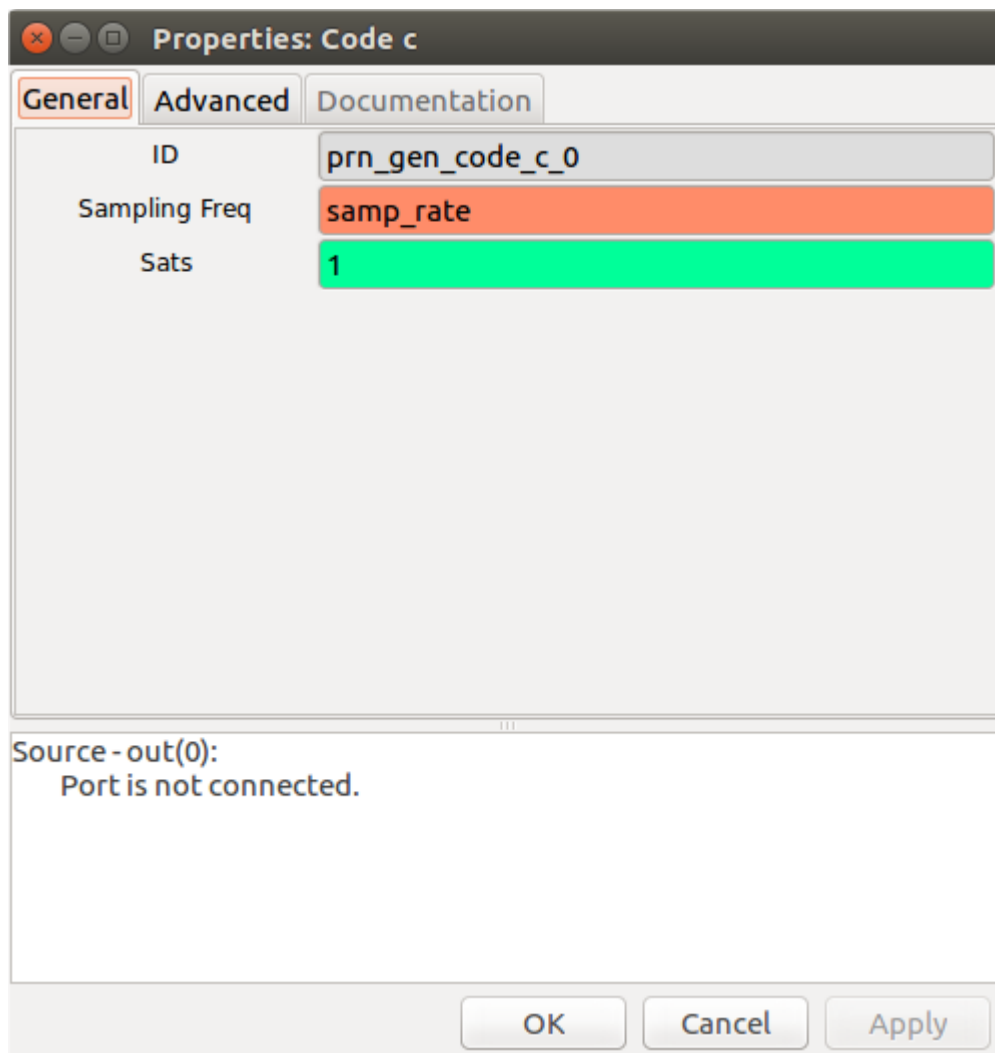 Properties: Code c
General Advanced Documentation
ID prn_gen_code_c_0
Sampling Freq samp_rate
Sats 1
Source - out(0):
Port is not connected.
OK Cancel Apply